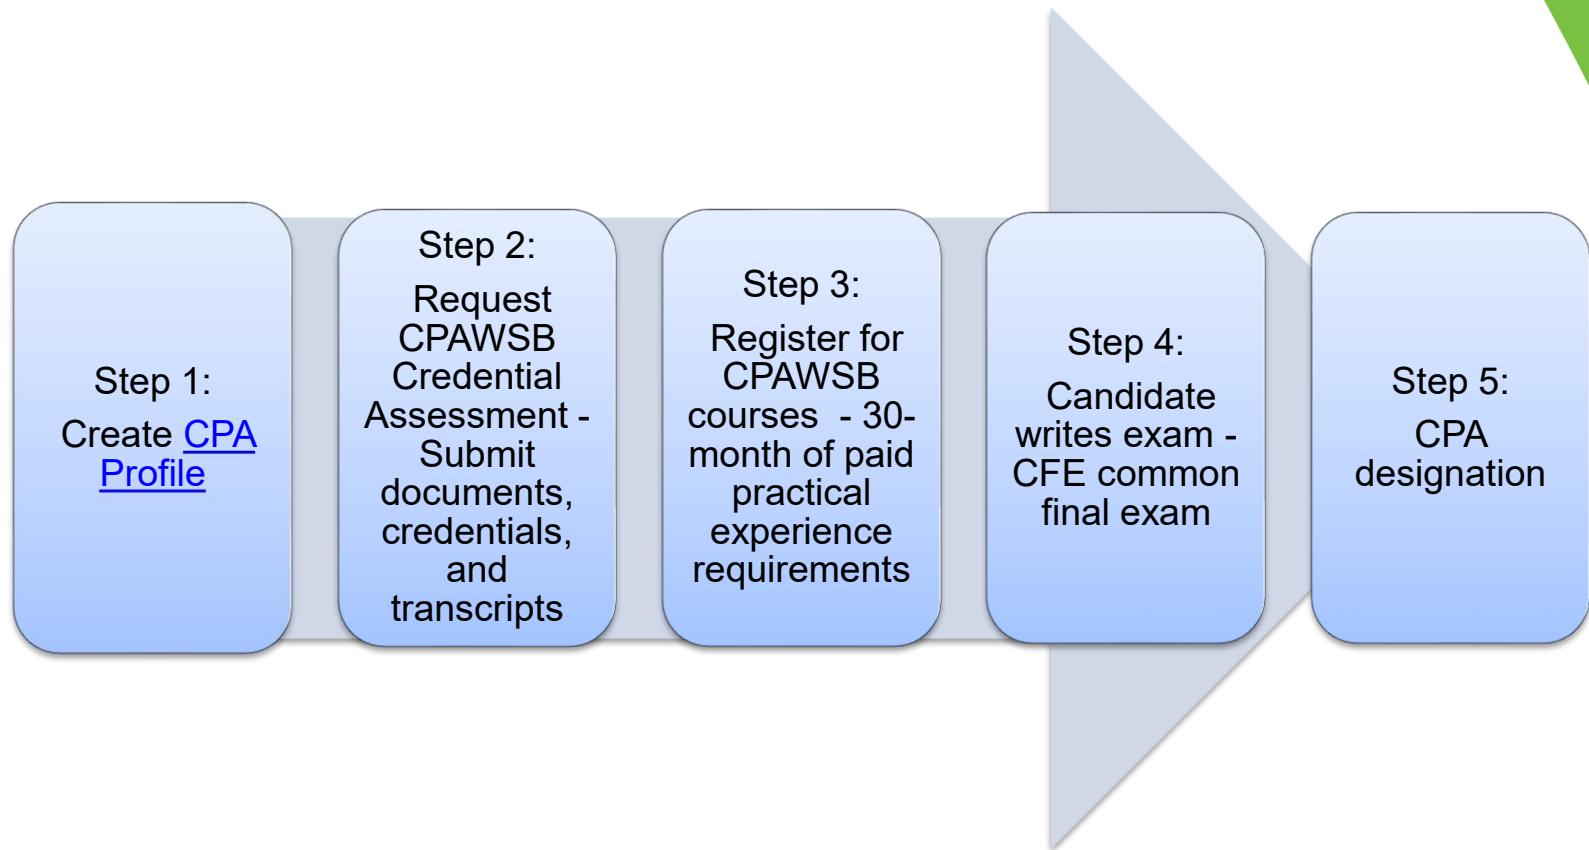 Step 1:
Create CPA
Profile
Step 2:
Request
CPAWSB
Credential
Assessment -
Submit
documents,
credentials,
and
transcripts
Step 3:
Register for
CPAWSB
courses  - 30-
month of paid
practical
experience
requirements
Step 4:
Candidate
writes exam -
CFE common
final exam
Step 5:
CPA
designation